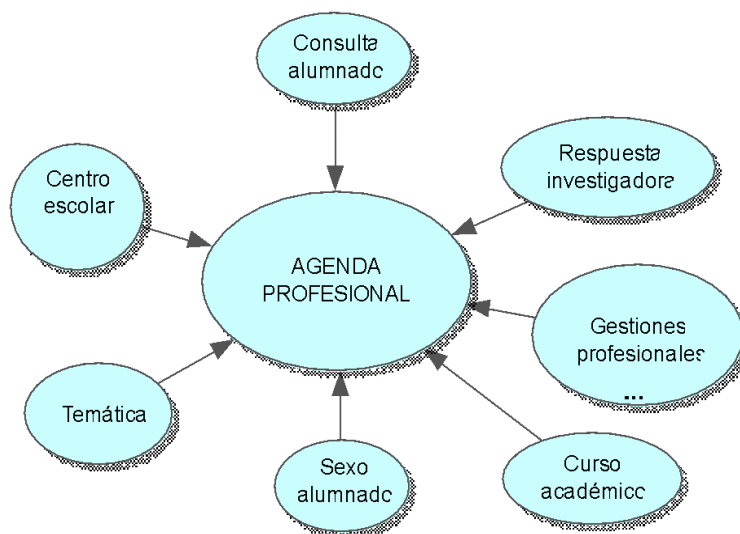 Consulta
alumnado
Respuesta
investigadora
Centro
escolar
AGENDA
PROFESIONAL
Gestiones
profesionales
...
Temática
Sexo
alumnado
Curso
académico